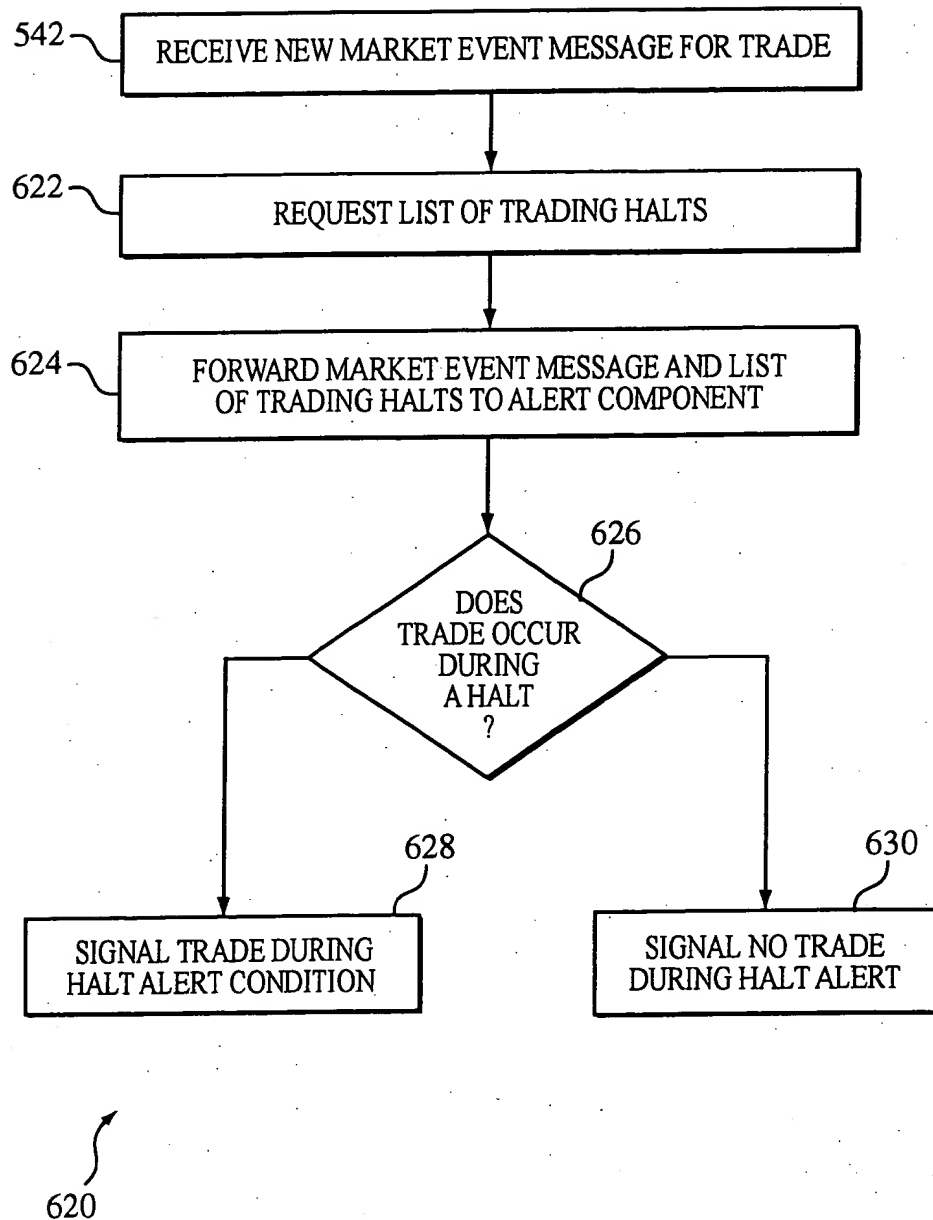 542
RECEIVE NEW MARKET EVENT MESSAGE FOR TRADE
622
REQUEST LIST OF TRADING HALTS
624
FORWARD MARKET EVENT MESSAGE AND LIST
OF TRADING HALTS TO ALERT COMPONENT
626
DOES
TRADE OCCUR
DURING
A HALT
?
628
SIGNAL TRADE DURING
HALT ALERT CONDITION
630
SIGNAL NO TRADE
DURING HALT ALERT
620